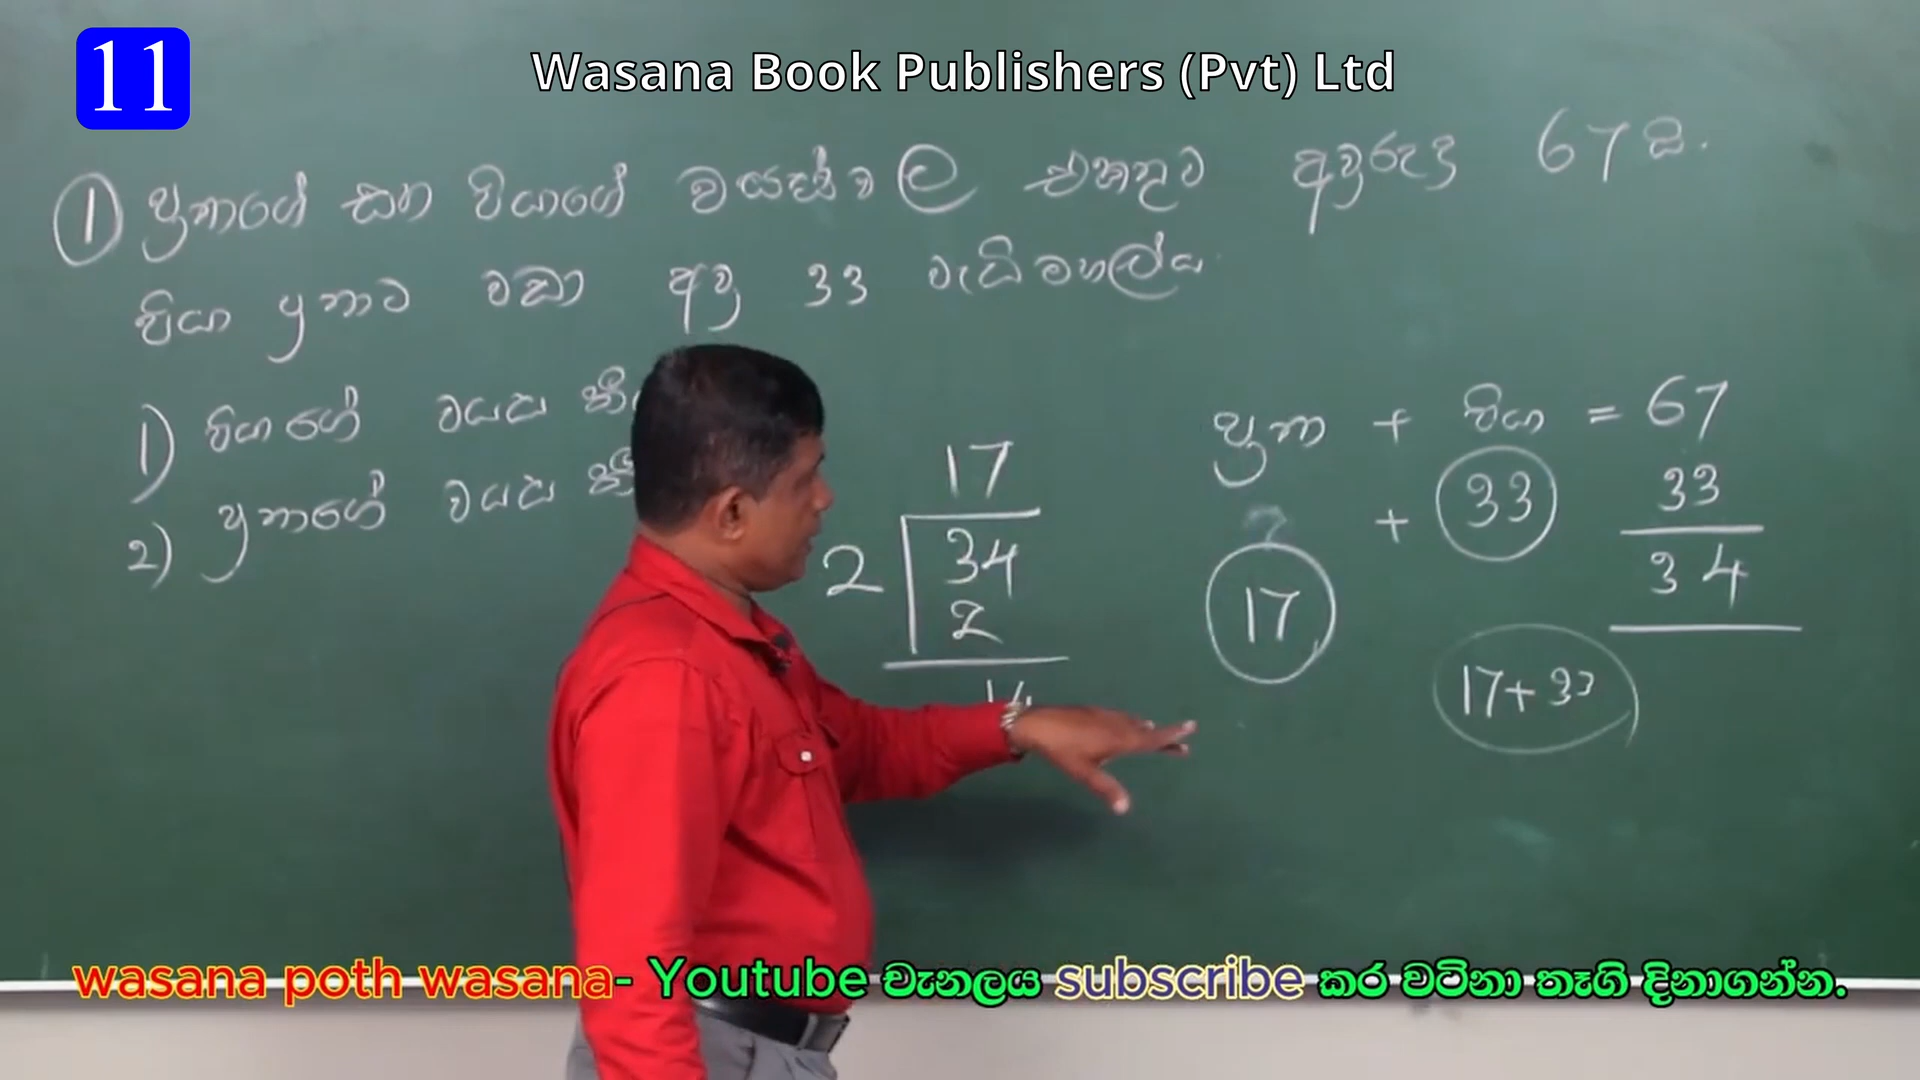 11
Wasana Book Publishers (Pvt) Ltd
① පුතාගේ සහ පියාගේ වයස්වල එකතුව අවුරුදු 67 යි.
පියා පුතාට වඩා අවු 33 වැඩිමහල්ය
1) පියාගේ වයස කී
2) පුතාගේ වයස කී
17
2 34
2
14
පුතා + පියා = 67
? + 33 33
17 34
17+33
wasana poth wasana- Youtube චැනලය subscribe කර වටිනා තෑගි දිනාගන්න.